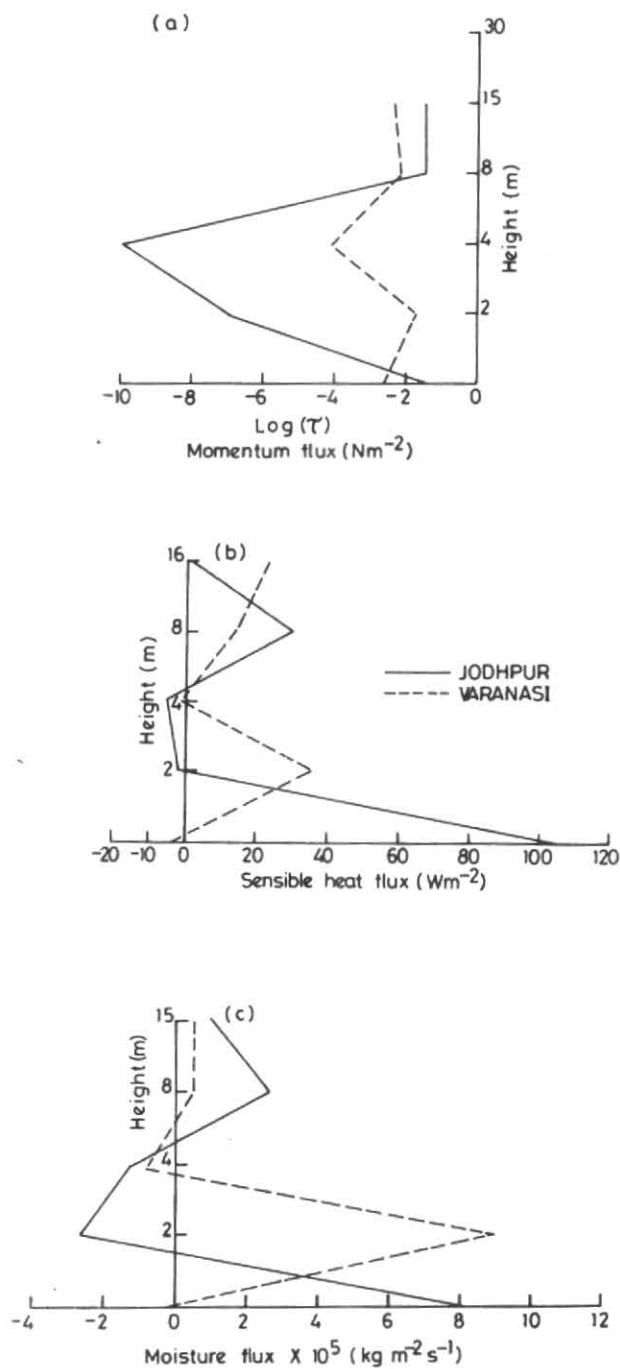 (a)
30
15
8
4
2
Height (m)
-10 -8 -6 -4 -2 0
Log (τ)
Momentum flux (Nm⁻²)
(b)
16
8
4
2
Height (m)
JODHPUR
VARANASI
-20 -10 0 20 40 60 80 100 120
Sensible heat flux (Wm⁻²)
(c)
15
8
4
2
Height (m)
-4 -2 0 2 4 6 8 10 12
Moisture flux X 10⁵ (kg m⁻² s⁻¹)